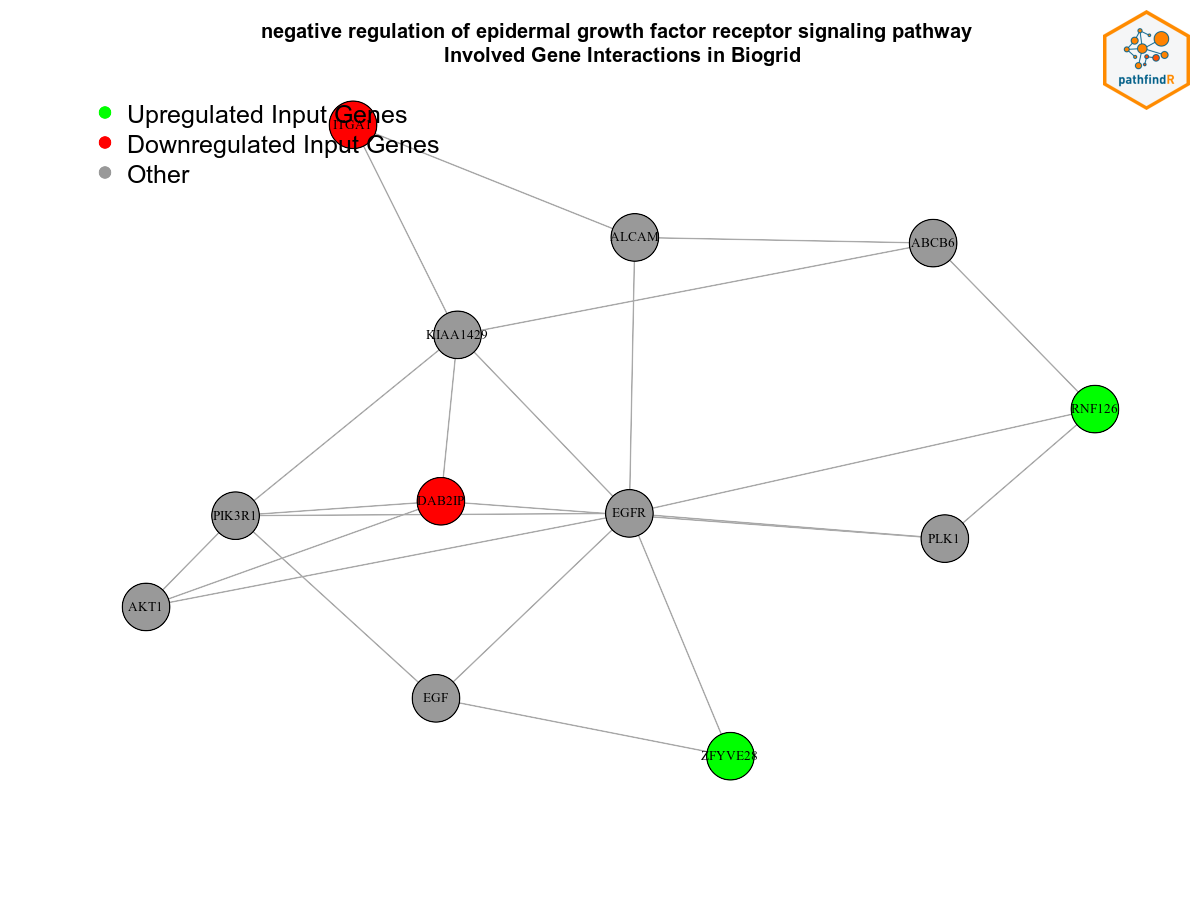 negative regulation of epidermal growth factor receptor signaling pathway
Involved Gene Interactions in Biogrid
pathfindR
Upregulated Input Genes
ITGA1
Downregulated Input Genes
Other
ALCAM
ABCB6
KIAA1429
RNF126
PIK3R1
DAB2IP
EGFR
PLK1
AKT1
EGF
ZFYVE28